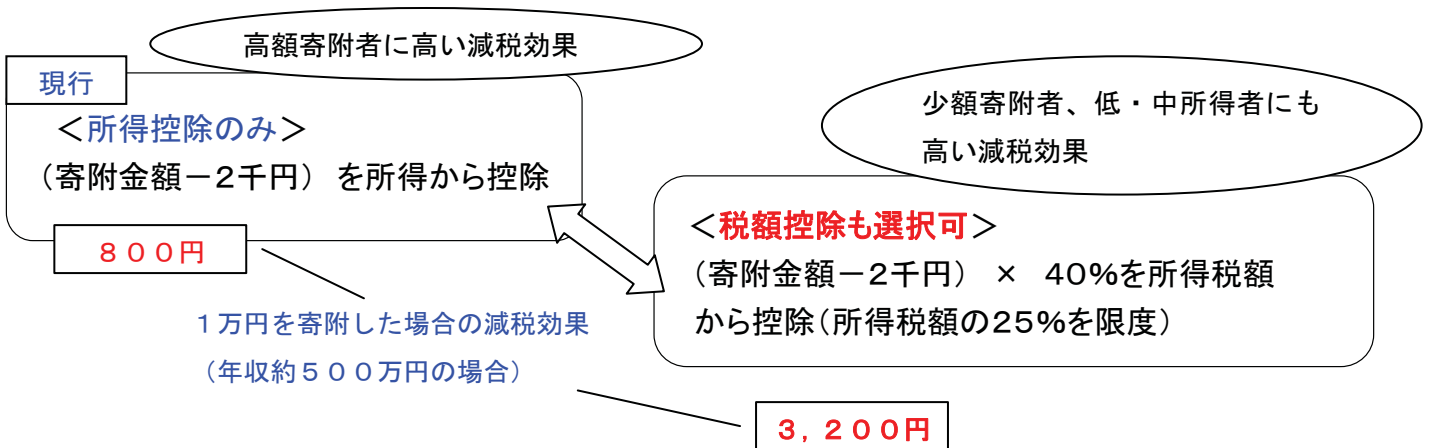 高額寄附者に高い減税効果
現行
<所得控除のみ>
(寄附金額-2千円) を所得から控除
800円
少額寄附者、低・中所得者にも
高い減税効果
<税額控除も選択可>
(寄附金額-2千円) × 40%を所得税額
から控除(所得税額の25%を限度)
1万円を寄附した場合の減税効果
(年収約500万円の場合)
3,200円